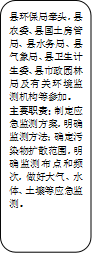 县环保局牵头。县
农委、县国土房管
局、县水务局、县
气象局、县卫生计
生委、县市政园林
局及有关环境监
测机构等参加。
主要职责：制定应
急监测方案，明确
监测方法，确定污
染物扩散范围，明
确监测布点和频
次，做好大气、水
体、土壤等应急监
测。